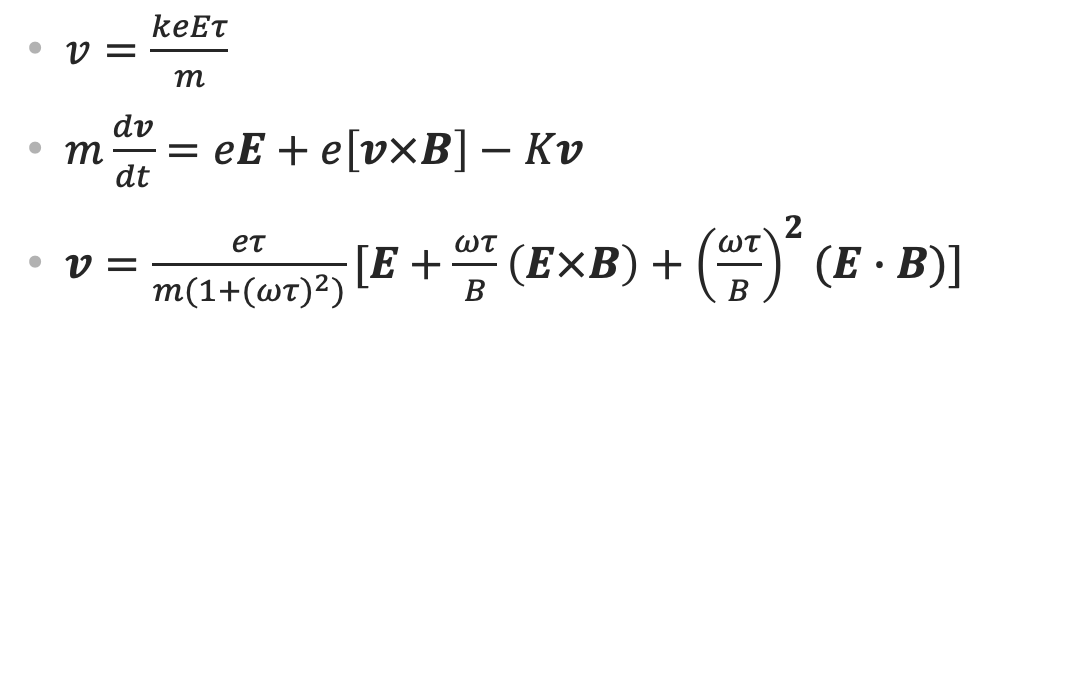 • v = keEτ/m
• m dv/dt = eE + e[v×B] − Kv
• v = eτ/m(1+(ωτ)²) [E + ωτ/B (E×B) + (ωτ/B)² (E · B)]